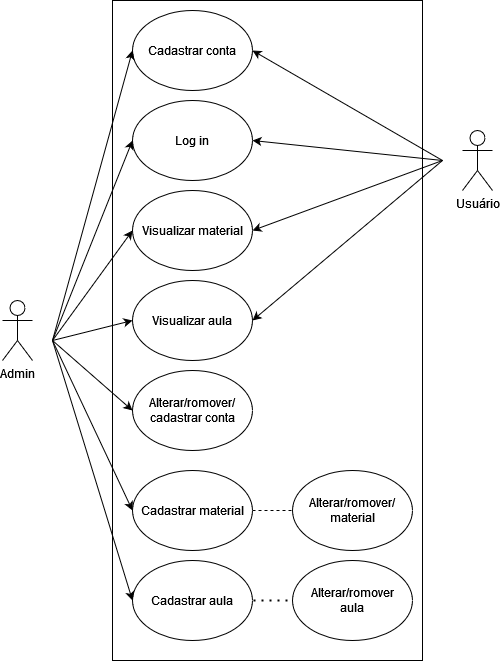 Cadastrar conta
Log in
Usuário
Visualizar material
Visualizar aula
Admin
Alterar/romover/
cadastrar conta
Cadastrar material
Alterar/romover/
material
Cadastrar aula
Alterar/romover
aula